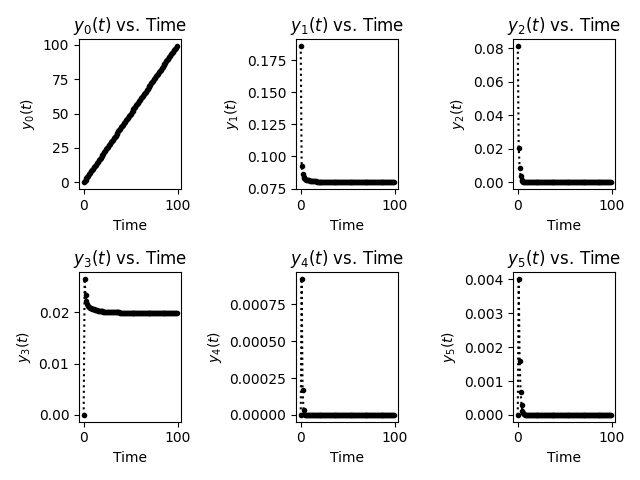 y₀(t) vs. Time
y₁(t) vs. Time
y₂(t) vs. Time
100
75
50
25
0
y₀(t)
0 100
Time
0.175
0.150
0.125
0.100
0.075
y₁(t)
0 100
Time
0.08
0.06
0.04
0.02
0.00
y₂(t)
0 100
Time
y₃(t) vs. Time
y₄(t) vs. Time
y₅(t) vs. Time
0.02
0.01
0.00
y₃(t)
0 100
Time
0.00075
0.00050
0.00025
0.00000
y₄(t)
0 100
Time
0.004
0.003
0.002
0.001
0.000
y₅(t)
0 100
Time